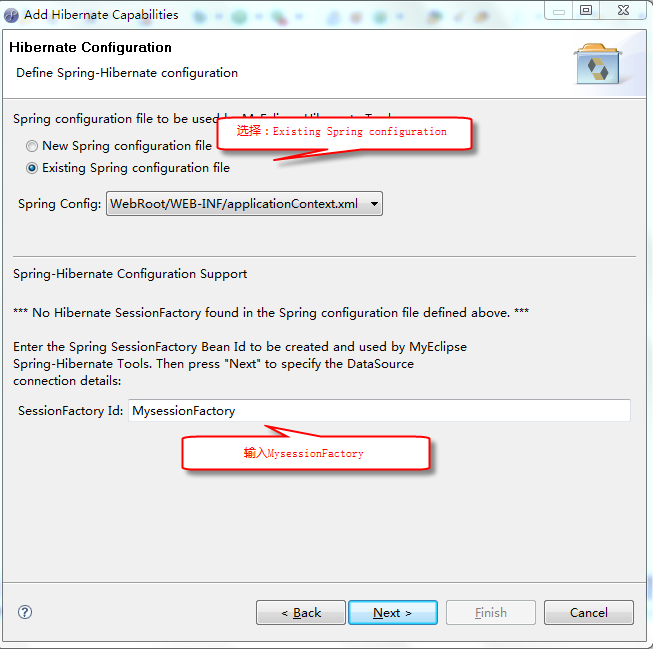 Add Hibernate Capabilities
Hibernate Configuration
Define Spring-Hibernate configuration
Spring configuration file to be used
选择：Existing Spring configuration
New Spring configuration file
Existing Spring configuration file
Spring Config: WebRoot/WEB-INF/applicationContext.xml
Spring-Hibernate Configuration Support
*** No Hibernate SessionFactory found in the Spring configuration file defined above. ***
Enter the Spring SessionFactory Bean Id to be created and used by MyEclipse
Spring-Hibernate Tools. Then press "Next" to specify the DataSource
connection details:
SessionFactory Id: MysessionFactory
输入MysessionFactory
< Back Next > Finish Cancel